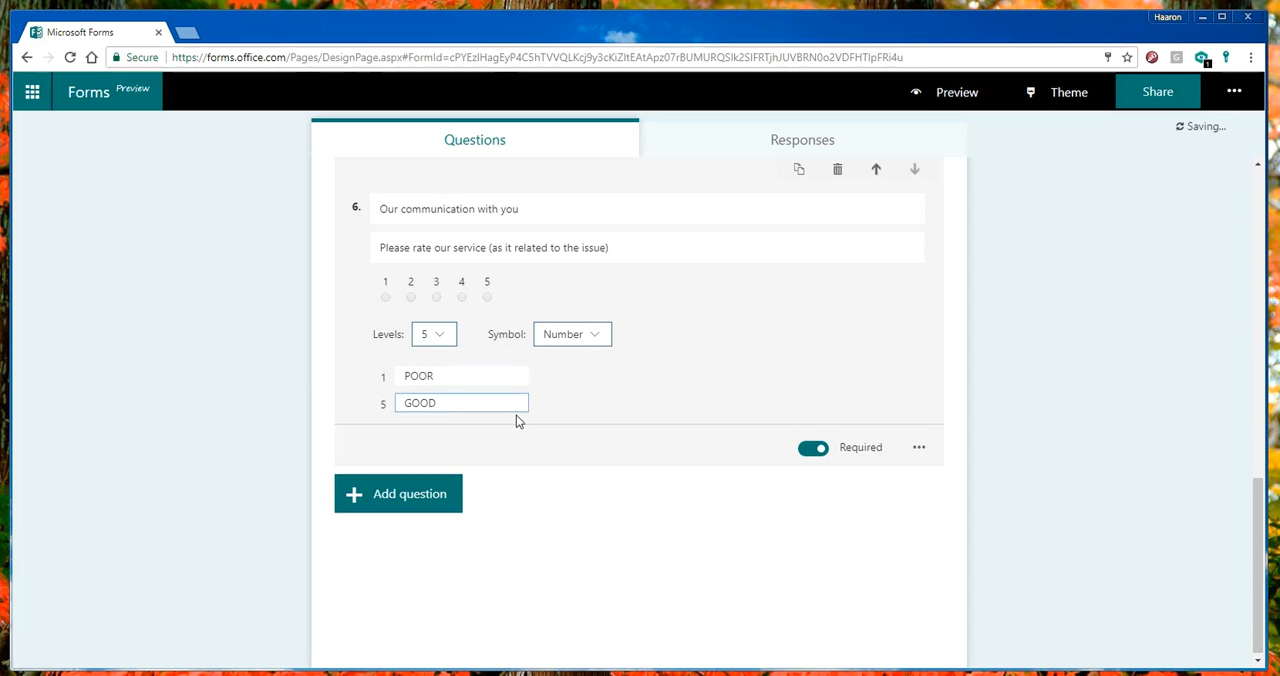 Haaron
Microsoft Forms
Secure https://forms.office.com/Pages/DesignPage.aspx#FormId=cPYEzIHagEyP4C5hTVVQLKcj9y3cKiZItEAtApz07rBUMURQSlk2SlFRTjhJUVBRN0o2VDFHTlpFRi4u
1
Forms Preview
Preview
Theme
Share
Questions
Responses
Saving...
6.
Our communication with you
Please rate our service (as it related to the issue)
1 2 3 4 5
Levels: 5 Symbol: Number
1 POOR
5 GOOD
Required
Add question